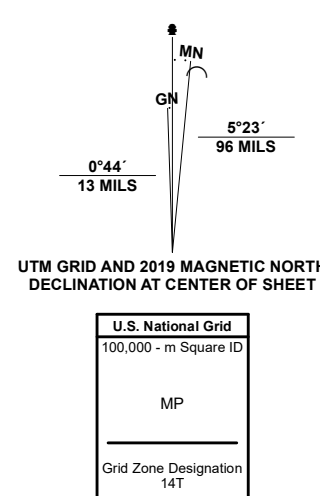 MN
GN
5°23´
96 MILS
0°44´
13 MILS
UTM GRID AND 2019 MAGNETIC NORTH
DECLINATION AT CENTER OF SHEET
U.S. National Grid
100,000 - m Square ID
MP
Grid Zone Designation
14T